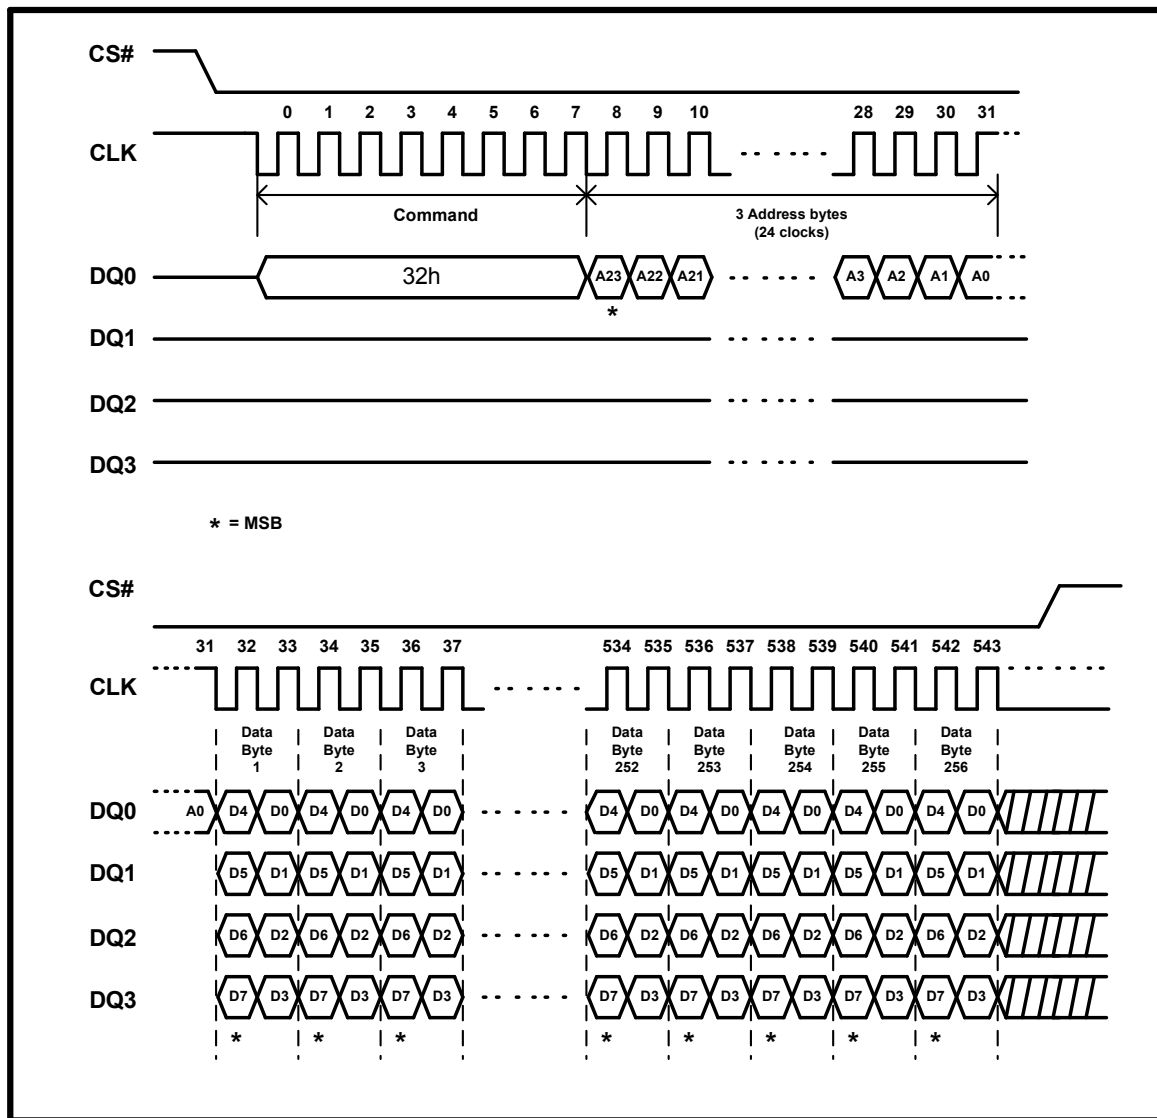 CS#
0 1 2 3 4 5 6 7 8 9 10 28 29 30 31
CLK
Command
3 Address bytes
(24 clocks)
DQ0 32h A23 A22 A21 A3 A2 A1 A0
*
DQ1
DQ2
DQ3
* = MSB
CS#
31 32 33 34 35 36 37 534 535 536 537 538 539 540 541 542 543
CLK
Data Data Data Data Data Data Data Data
Byte Byte Byte Byte Byte Byte Byte Byte
1 2 3 252 253 254 255 256
DQ0 A0 D4 D0 D4 D0 D4 D0 D4 D0 D4 D0 D4 D0 D4 D0 D4 D0
DQ1 D5 D1 D5 D1 D5 D1 D5 D1 D5 D1 D5 D1 D5 D1 D5 D1
DQ2 D6 D2 D6 D2 D6 D2 D6 D2 D6 D2 D6 D2 D6 D2 D6 D2
DQ3 D7 D3 D7 D3 D7 D3 D7 D3 D7 D3 D7 D3 D7 D3 D7 D3
* * * * * * * *